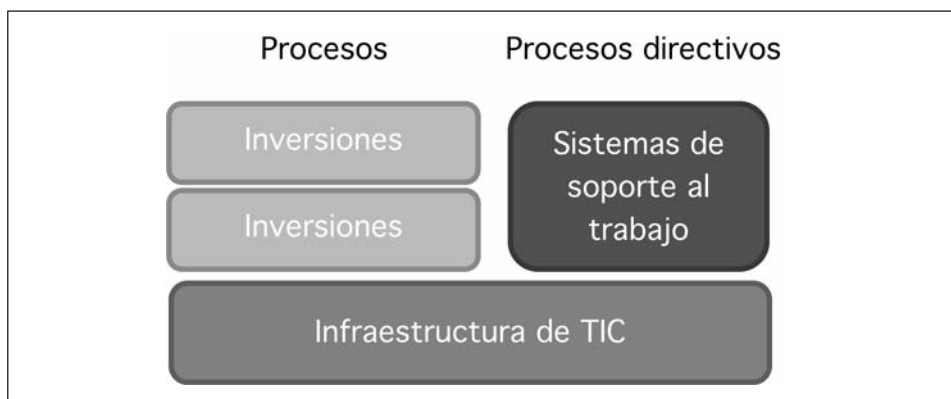 Procesos
Procesos directivos
Inversiones
Inversiones
Sistemas de
soporte al
trabajo
Infraestructura de TIC